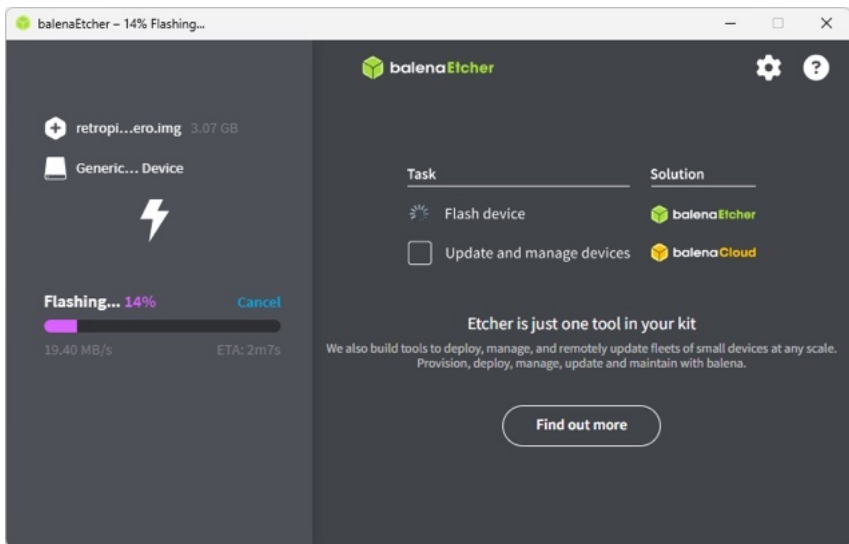 balenaEtcher – 14% Flashing...
balenaEtcher
?
retropi...ero.img 3.07 GB
Generic... Device
Flashing... 14% Cancel
19.40 MB/s ETA: 2m7s
Task Solution
Flash device balenaEtcher
Update and manage devices balenaCloud
Etcher is just one tool in your kit
We also build tools to deploy, manage, and remotely update fleets of small devices at any scale.
Provision, deploy, manage, update and maintain with balena.
Find out more